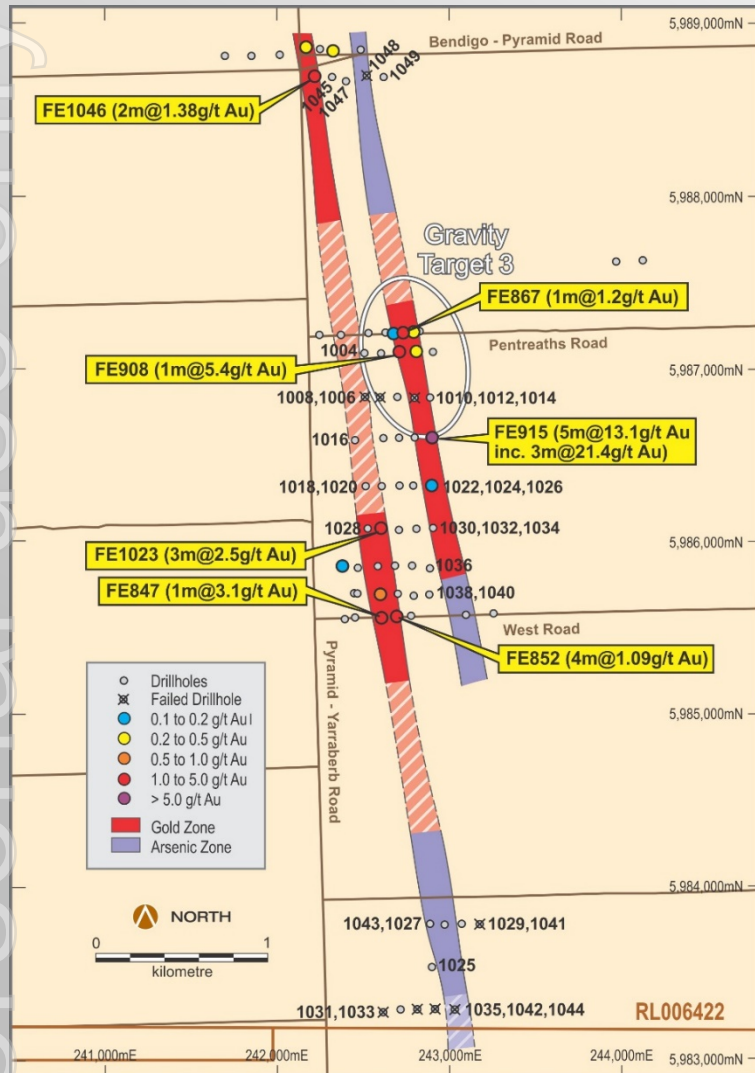 5,989,000mN
Bendigo - Pyramid Road
1048
1049
1045
1047
FE1046 (2m@1.38g/t Au)
5,988,000mN
Gravity
Target 3
FE867 (1m@1.2g/t Au)
1004
Pentreaths Road
FE908 (1m@5.4g/t Au)
5,987,000mN
1008,1006
1010,1012,1014
1016
FE915 (5m@13.1g/t Au
inc. 3m@21.4g/t Au)
1018,1020
1022,1024,1026
1028
1030,1032,1034
FE1023 (3m@2.5g/t Au)
5,986,000mN
1036
FE847 (1m@3.1g/t Au)
1038,1040
West Road
FE852 (4m@1.09g/t Au)
Pyramid - Yarraberb Road
Drillholes
Failed Drillhole
0.1 to 0.2 g/t Au
0.2 to 0.5 g/t Au
0.5 to 1.0 g/t Au
1.0 to 5.0 g/t Au
> 5.0 g/t Au
Gold Zone
Arsenic Zone
5,985,000mN
5,984,000mN
NORTH
0 1
kilometre
1043,1027
1029,1041
1025
1031,1033
1035,1042,1044
RL006422
241,000mE 242,000mE 243,000mE 244,000mE
5,983,000mN